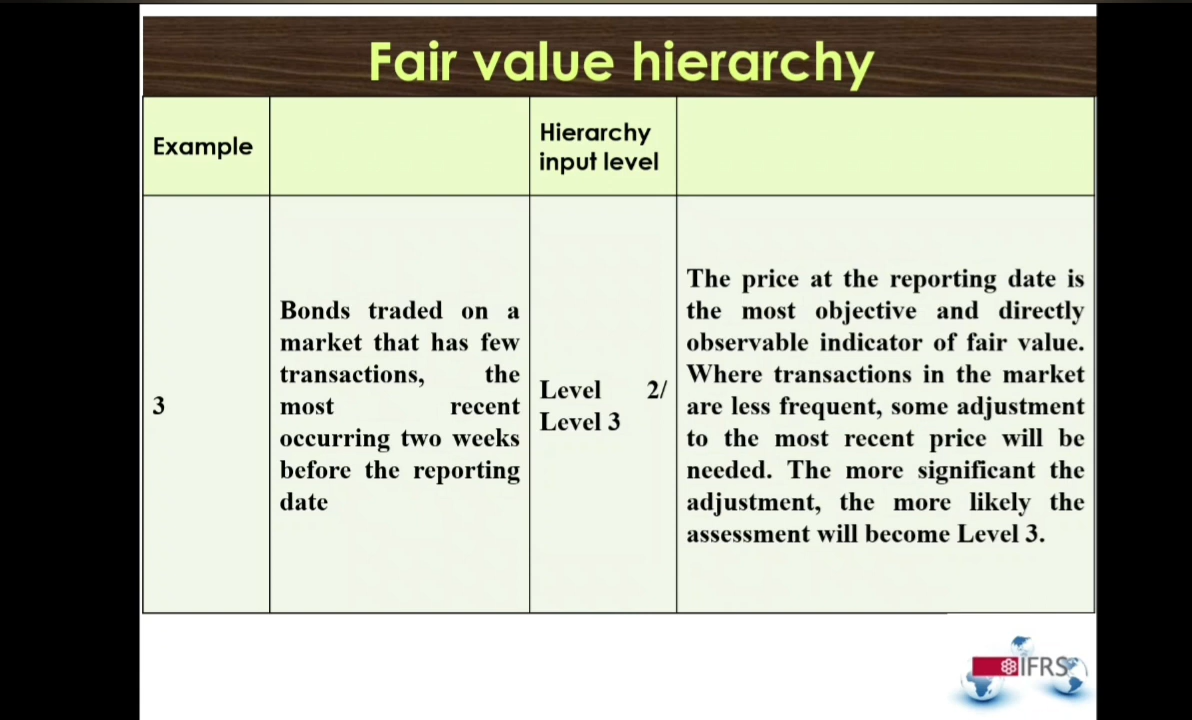 Fair value hierarchy
Example
Hierarchy
input level
3
Bonds traded on a
market that has few
transactions, the
most recent
occurring two weeks
before the reporting
date
Level 2/
Level 3
The price at the reporting date is
the most objective and directly
observable indicator of fair value.
Where transactions in the market
are less frequent, some adjustment
to the most recent price will be
needed. The more significant the
adjustment, the more likely the
assessment will become Level 3.
IFRS